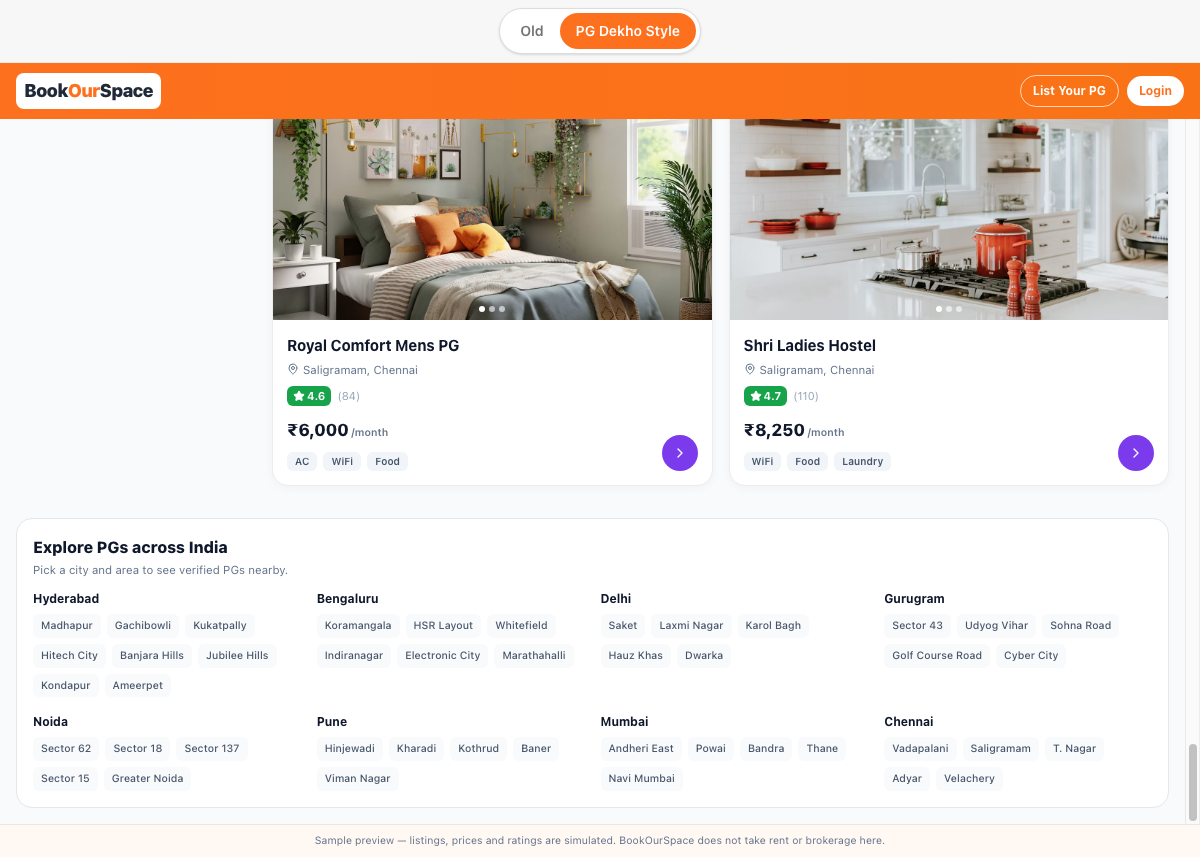 Old PG Dekho Style
BookOurSpace List Your PG Login
Royal Comfort Mens PG
Saligramam, Chennai
4.6 (84)
₹6,000 /month
AC WiFi Food
Shri Ladies Hostel
Saligramam, Chennai
4.7 (110)
₹8,250 /month
WiFi Food Laundry
Explore PGs across India
Pick a city and area to see verified PGs nearby.
Hyderabad
Madhapur Gachibowli Kukatpally
Hitech City Banjara Hills Jubilee Hills
Kondapur Ameerpet
Bengaluru
Koramangala HSR Layout Whitefield
Indiranagar Electronic City Marathahalli
Delhi
Saket Laxmi Nagar Karol Bagh
Hauz Khas Dwarka
Gurugram
Sector 43 Udyog Vihar Sohna Road
Golf Course Road Cyber City
Noida
Sector 62 Sector 18 Sector 137
Sector 15 Greater Noida
Pune
Hinjewadi Kharadi Kothrud Baner
Viman Nagar
Mumbai
Andheri East Powai Bandra Thane
Navi Mumbai
Chennai
Vadapalani Saligramam T. Nagar
Adyar Velachery
Sample preview — listings, prices and ratings are simulated. BookOurSpace does not take rent or brokerage here.